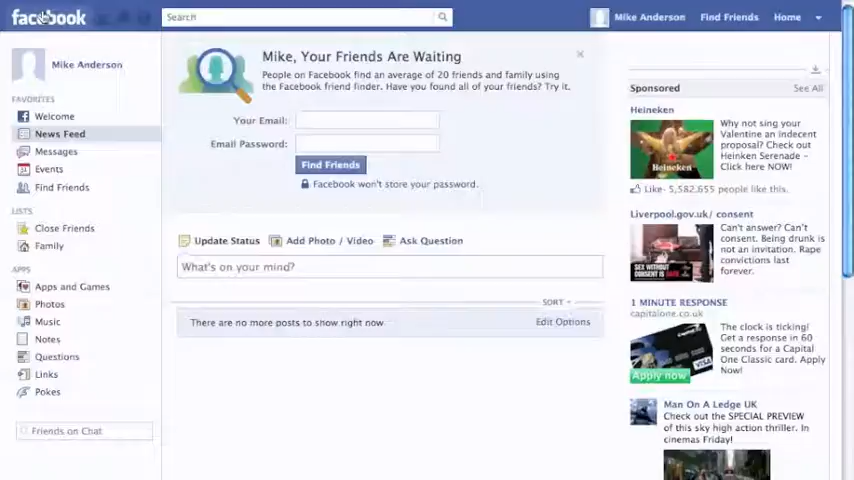 facebook
Search
Mike Anderson
Find Friends
Home
Mike Anderson
FAVORITES
Welcome
News Feed
Messages
Events
Find Friends
LISTS
Close Friends
Family
APPS
Apps and Games
Photos
Music
Notes
Questions
Links
Pokes
Friends on Chat
Mike, Your Friends Are Waiting
People on Facebook find an average of 20 friends and family using
the Facebook friend finder. Have you found all of your friends? Try it.
Your Email:
Email Password:
Find Friends
Facebook won't store your password.
Update Status
Add Photo / Video
Ask Question
What's on your mind?
SORT
There are no more posts to show right now
Edit Options
Sponsored
See All
Heineken
Heineken
Why not sing your
Valentine an indecent
proposal? Check out
Heinken Serenade –
Click here NOW!
Like · 5,582,655 people like this.
Liverpool.gov.uk/ consent
SEX WITHOUT
CONSENT IS
Can't answer? Can't
consent. Being drunk is
not an invitation. Rape
convictions last
forever.
1 MINUTE RESPONSE
capitalone.co.uk
VISA
Apply now
The clock is ticking!
Get a response in 60
seconds for a Capital
One Classic card. Apply
Now!
Man On A Ledge UK
Check out the SPECIAL PREVIEW
of this sky high action thriller. In
cinemas Friday!